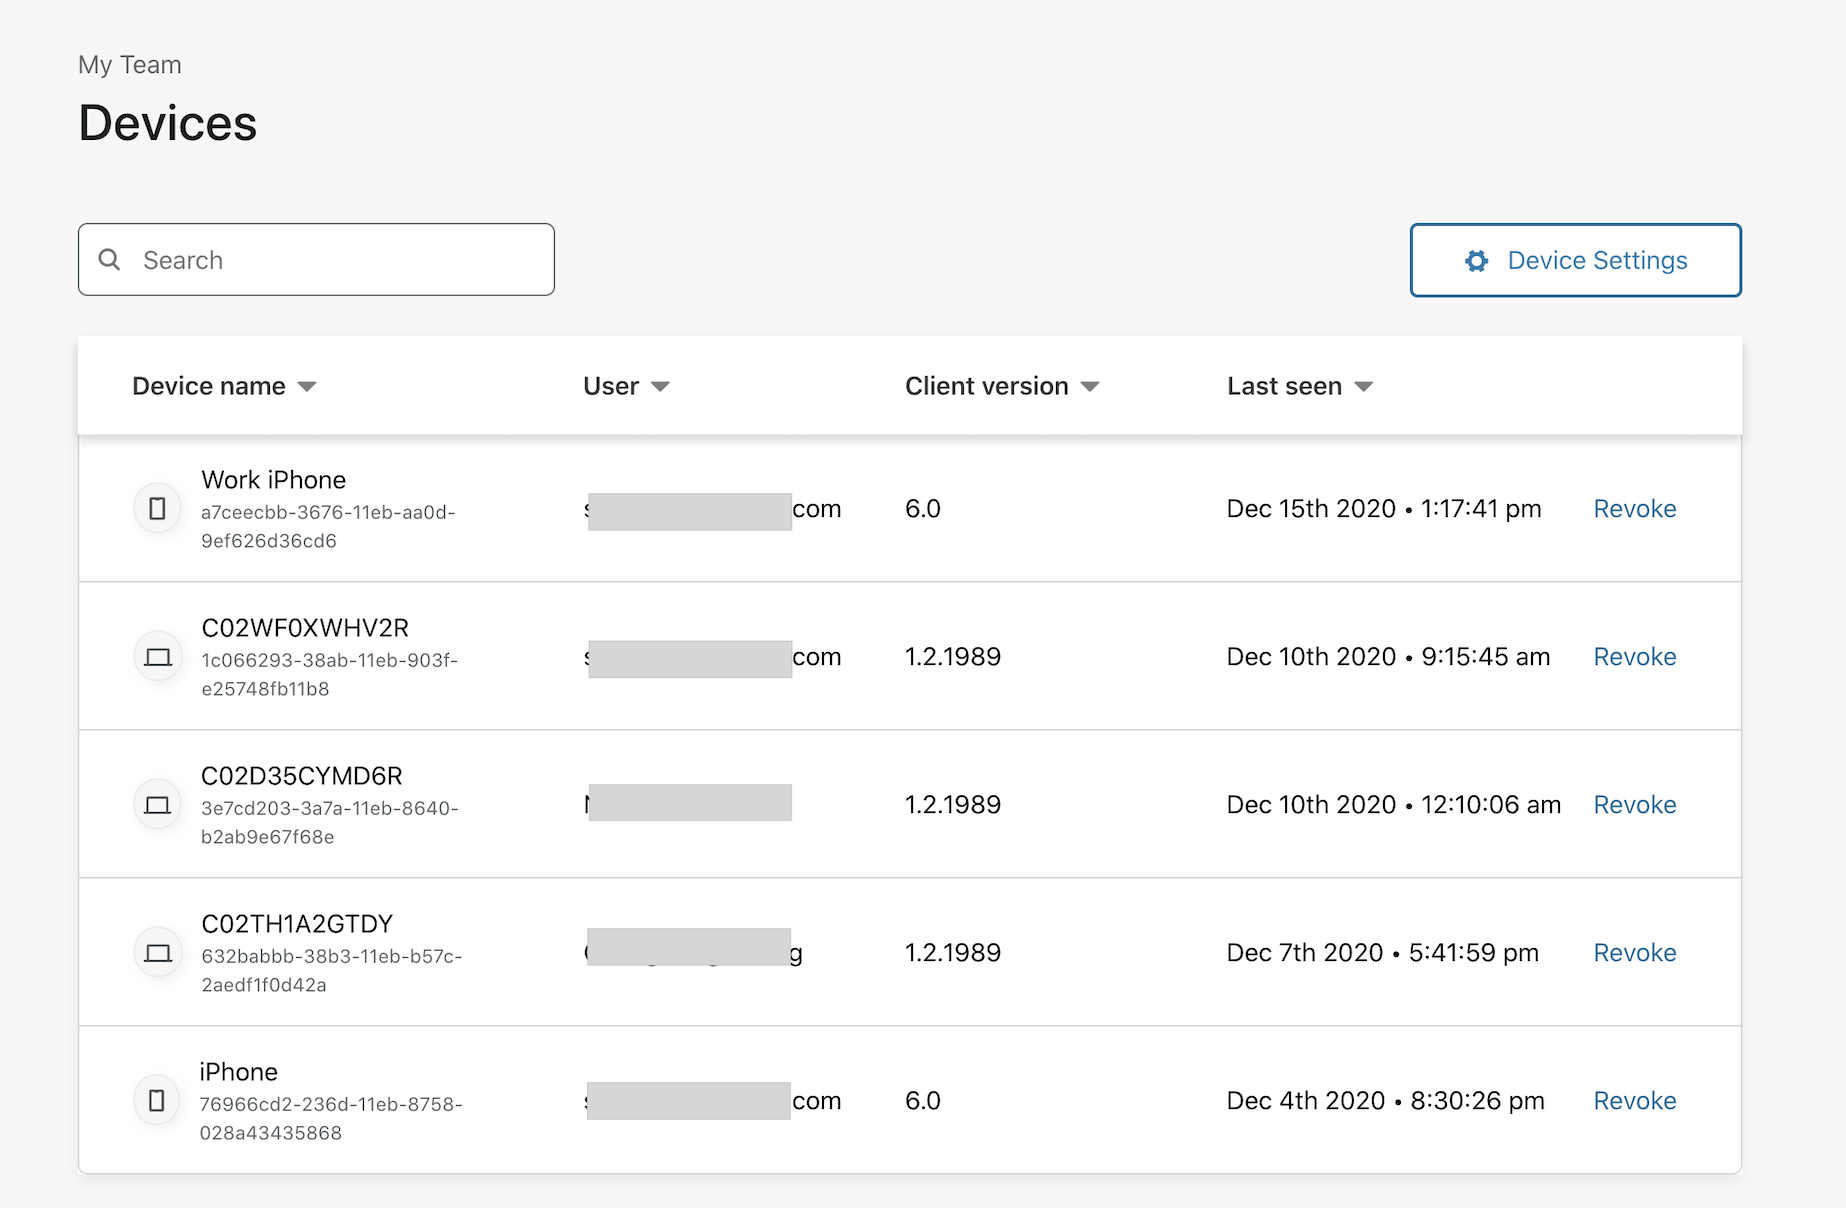 My Team
Devices
Search
Device Settings
Device name User Client version Last seen
Work iPhone
a7ceecbb-3676-11eb-aa0d-
9ef626d36cd6
com 6.0 Dec 15th 2020 • 1:17:41 pm Revoke
C02WF0XWHV2R
1c066293-38ab-11eb-903f-
e25748fb11b8
com 1.2.1989 Dec 10th 2020 • 9:15:45 am Revoke
C02D35CYMD6R
3e7cd203-3a7a-11eb-8640-
b2ab9e67f68e
1.2.1989 Dec 10th 2020 • 12:10:06 am Revoke
C02TH1A2GTDY
632babbb-38b3-11eb-b57c-
2aedf1f0d42a
g 1.2.1989 Dec 7th 2020 • 5:41:59 pm Revoke
iPhone
76966cd2-236d-11eb-8758-
028a43435868
com 6.0 Dec 4th 2020 • 8:30:26 pm Revoke